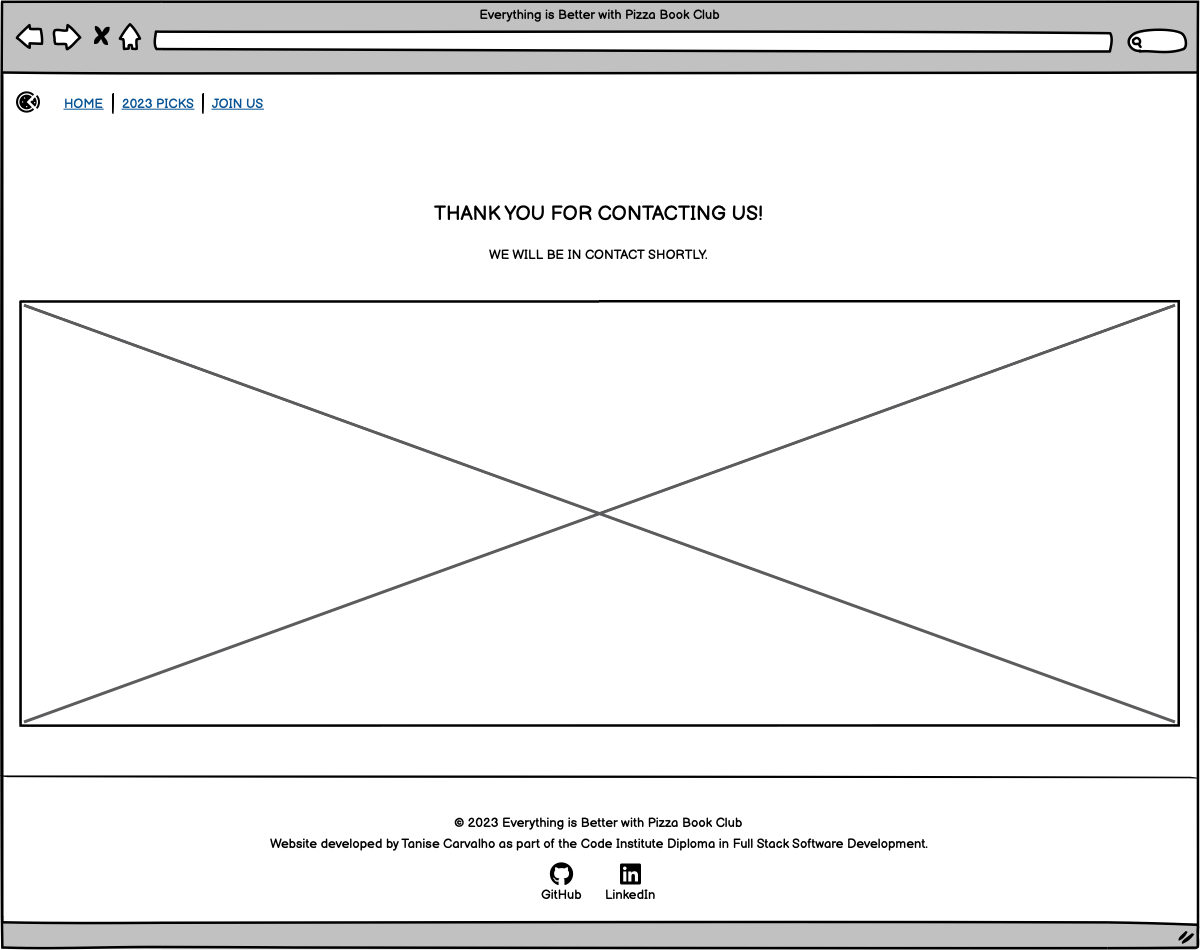 Everything is Better with Pizza Book Club
HOME | 2023 PICKS | JOIN US
THANK YOU FOR CONTACTING US!
WE WILL BE IN CONTACT SHORTLY.
© 2023 Everything is Better with Pizza Book Club
Website developed by Tanise Carvalho as part of the Code Institute Diploma in Full Stack Software Development.
GitHub LinkedIn